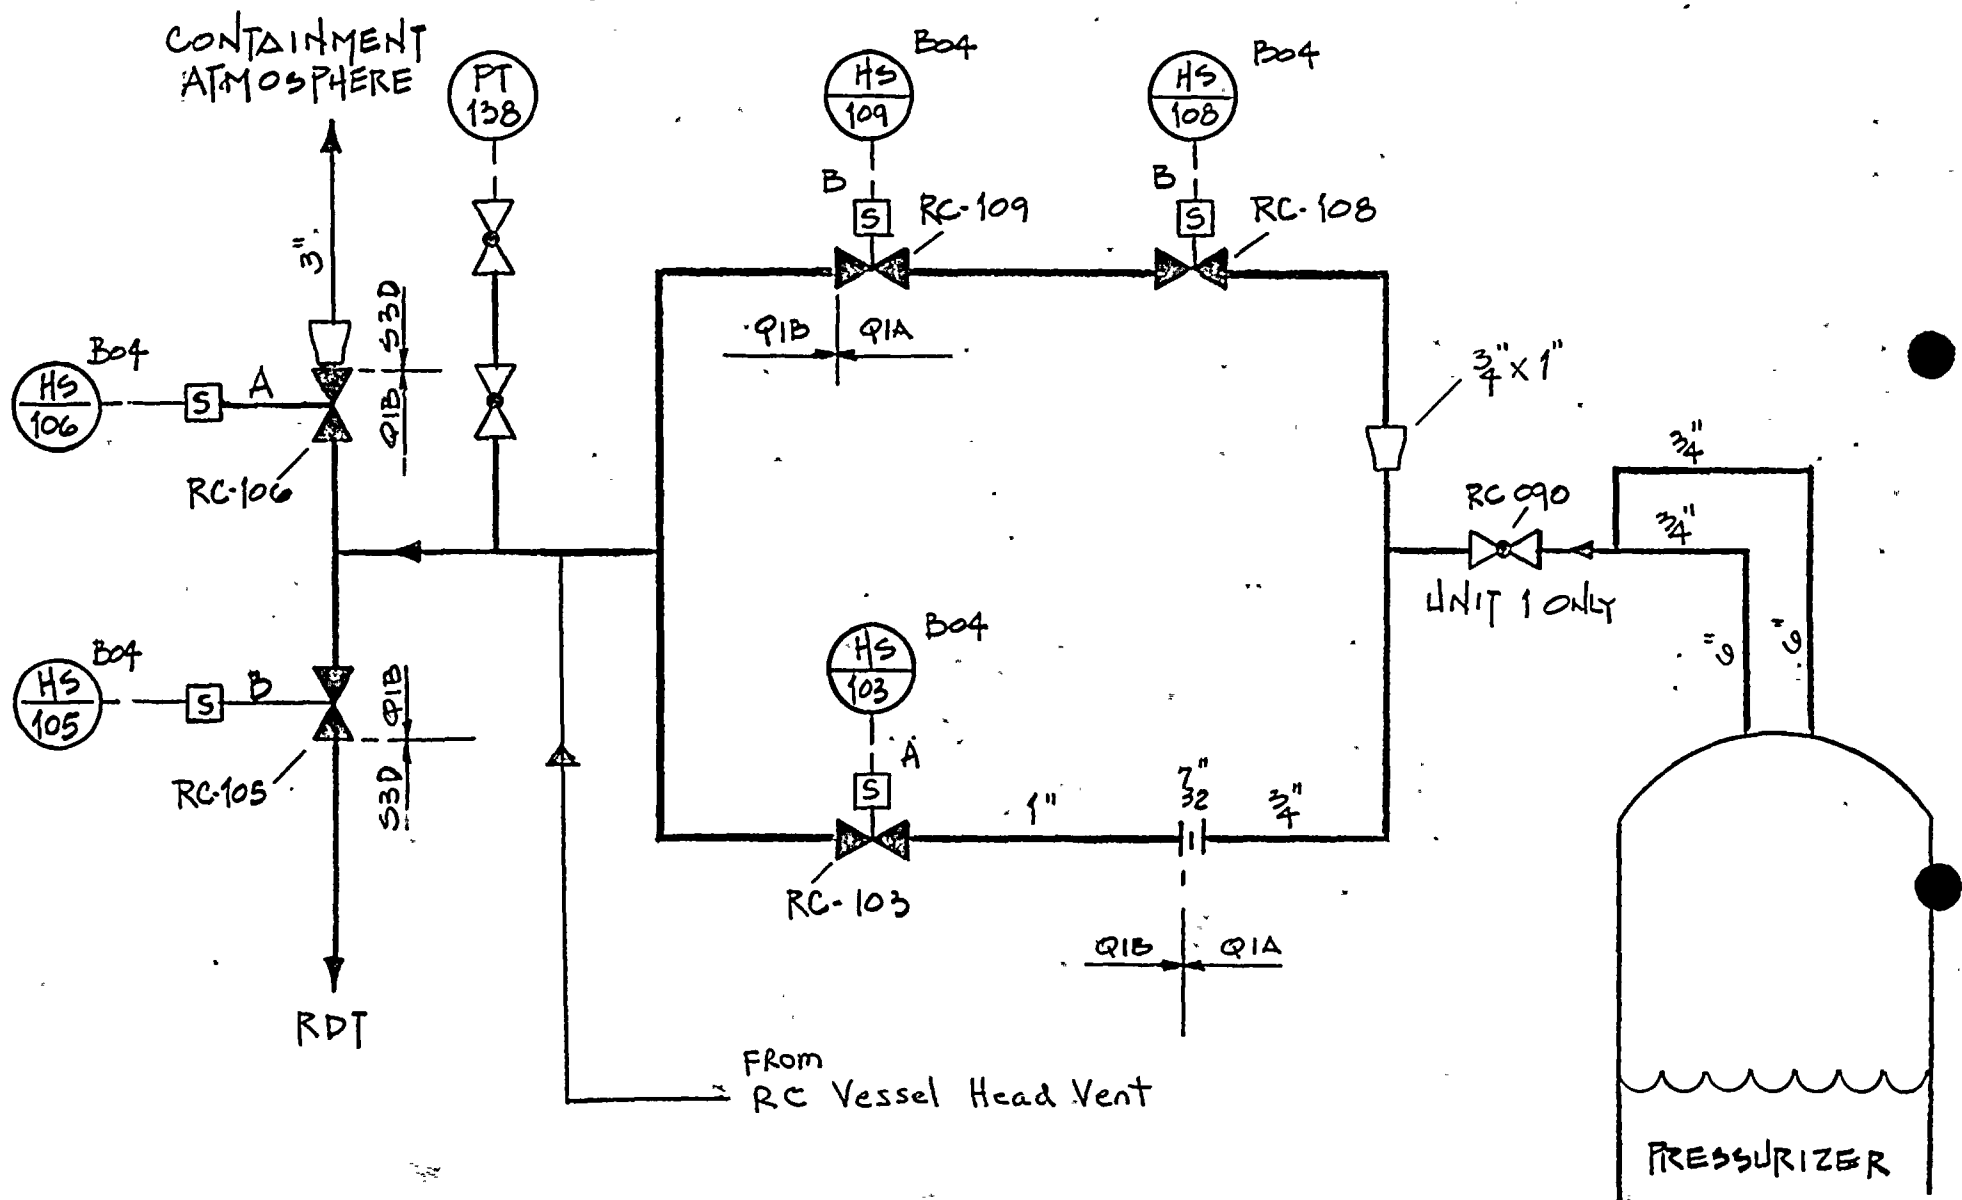 CONTAINMENT
ATMOSPHERE
PT
138
HS
109
B04
HS
108
B04
B
S
RC-109
B
S
RC-108
3"
S3D
Q1B
Q1B
Q1A
3/4" x 1"
HS
106
B04
S
A
RC-106
3/4"
3/4"
RC 090
UNIT 1 ONLY
HS
103
B04
HS
105
B04
S
B
Q1B
S3D
RC-105
A
S
1"
7/32"
3/4"
RC-103
Q1B
Q1A
RDT
FROM
RC Vessel Head Vent
PRESSURIZER